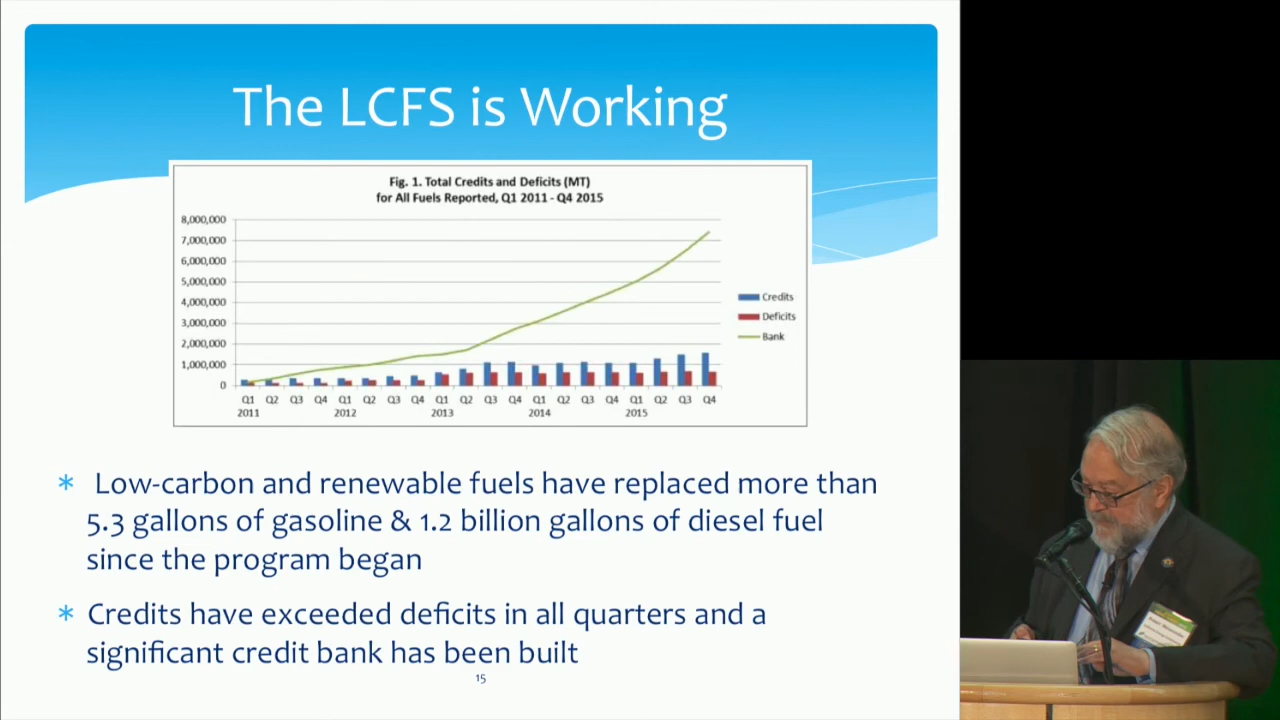 The LCFS is Working
Fig. 1. Total Credits and Deficits (MT)
for All Fuels Reported, Q1 2011 - Q4 2015
8,000,000
7,000,000
6,000,000
5,000,000
4,000,000
3,000,000
2,000,000
1,000,000
0
Q1 Q2 Q3 Q4 Q1 Q2 Q3 Q4 Q1 Q2 Q3 Q4 Q1 Q2 Q3 Q4 Q1 Q2 Q3 Q4
2011 2012 2013 2014 2015
Credits
Deficits
Bank
* Low-carbon and renewable fuels have replaced more than
5.3 gallons of gasoline & 1.2 billion gallons of diesel fuel
since the program began
* Credits have exceeded deficits in all quarters and a
significant credit bank has been built
15